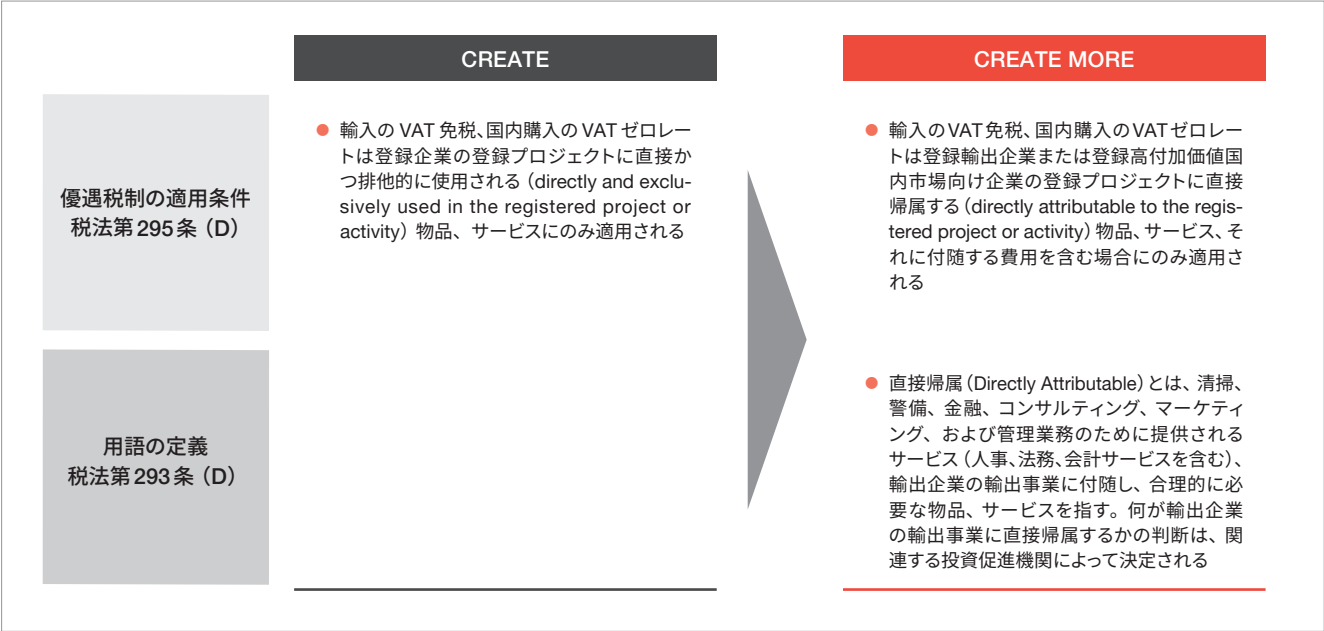 CREATE
CREATE MORE
優遇税制の適用条件
税法第295条（D）
● 輸入の VAT 免税、国内購入の VAT ゼロレー
トは登録企業の登録プロジェクトに直接か
つ排他的に使用される（directly and exclu-
sively used in the registered project or
activity）物品、サービスにのみ適用される
● 輸入のVAT免税、国内購入のVATゼロレー
トは登録輸出企業または登録高付加価値国
内市場向け企業の登録プロジェクトに直接
帰属する（directly attributable to the regis-
tered project or activity）物品、サービス、そ
れに付随する費用を含む場合にのみ適用さ
れる
用語の定義
税法第293条（D）
● 直接帰属（Directly Attributable）とは、清掃、
警備、金融、コンサルティング、マーケティ
ング、および管理業務のために提供される
サービス（人事、法務、会計サービスを含む）、
輸出企業の輸出事業に付随し、合理的に必
要な物品、サービスを指す。何が輸出企業
の輸出事業に直接帰属するかの判断は、関
連する投資促進機関によって決定される